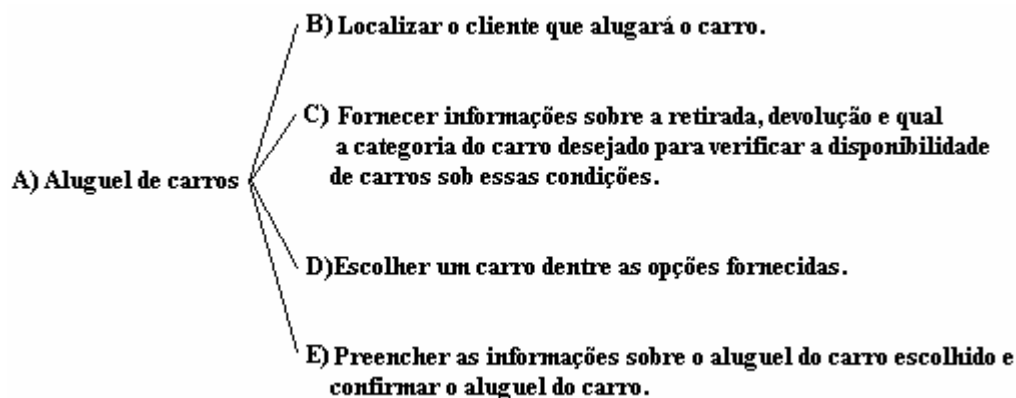 B) Localizar o cliente que alugará o carro.
C) Fornecer informações sobre a retirada, devolução e qual
a categoria do carro desejado para verificar a disponibilidade
de carros sob essas condições.
A) Aluguel de carros
D)Escolher um carro dentre as opções fornecidas.
E) Preencher as informações sobre o aluguel do carro escolhido e
confirmar o aluguel do carro.